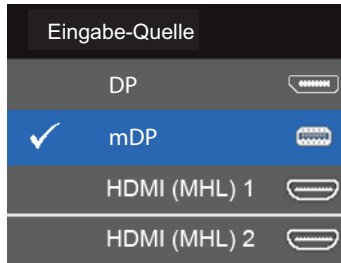 Eingabe-Quelle
DP
mDP
HDMI (MHL) 1
HDMI (MHL) 2